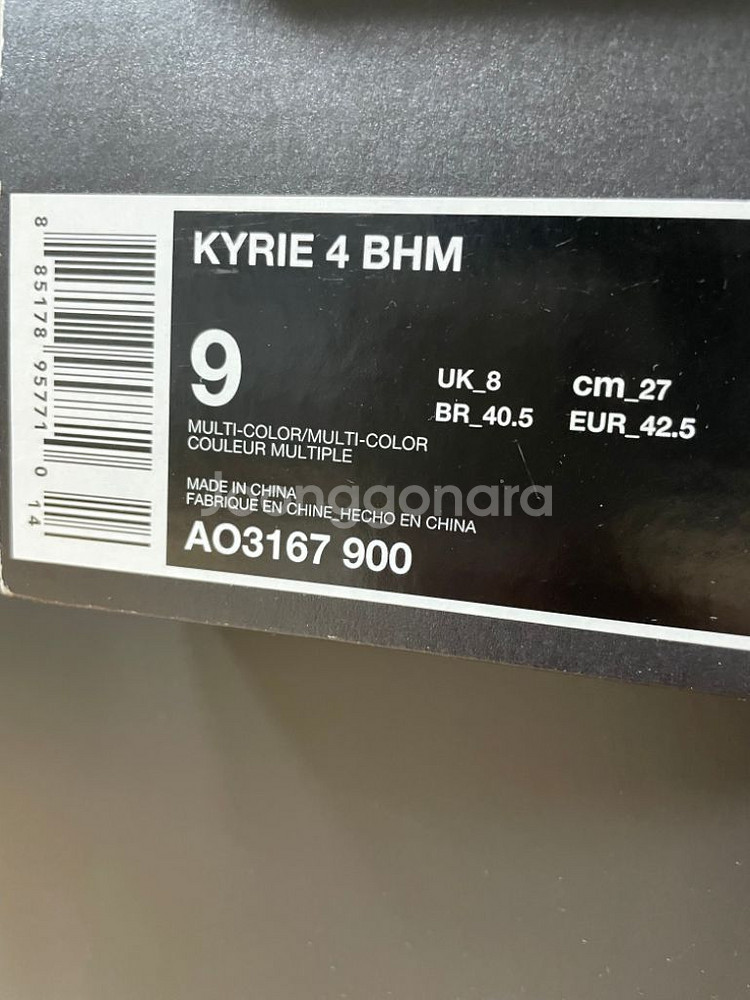 KYRIE 4 BHM
9
UK_8 cm_27
BR_40.5 EUR_42.5
MULTI-COLOR/MULTI-COLOR
COULEUR MULTIPLE
MADE IN CHINA
FABRIQUE EN CHINE_HECHO EN CHINA
AO3167 900
8 85178 95771 0 14
Joonggonara